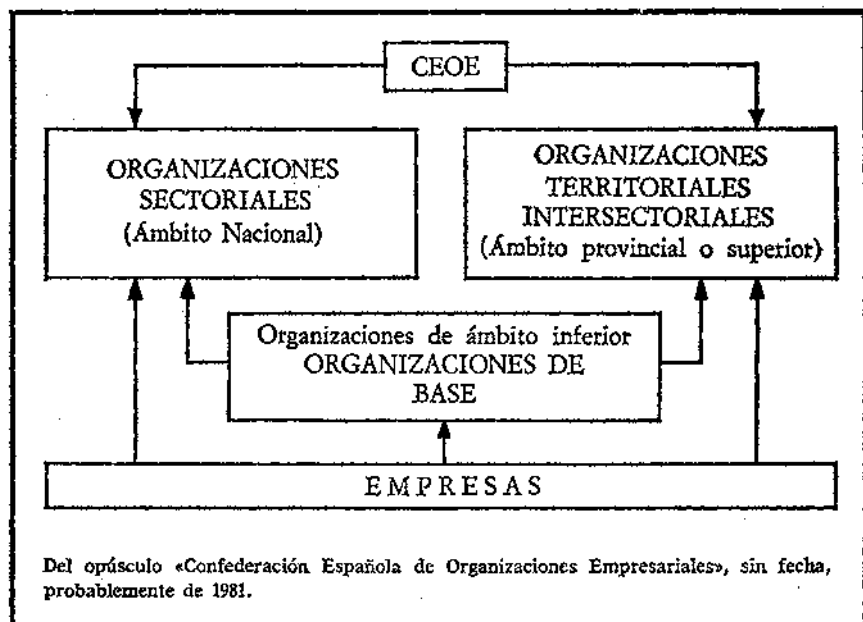 CEOE
ORGANIZACIONES
SECTORIALES
(Ámbito Nacional)
ORGANIZACIONES
TERRITORIALES
INTERSECTORIALES
(Ámbito provincial o superior)
Organizaciones de ámbito inferior
ORGANIZACIONES DE
BASE
EMPRESAS
Del opúsculo «Confederación Española de Organizaciones Empresariales», sin fecha,
probablemente de 1981.